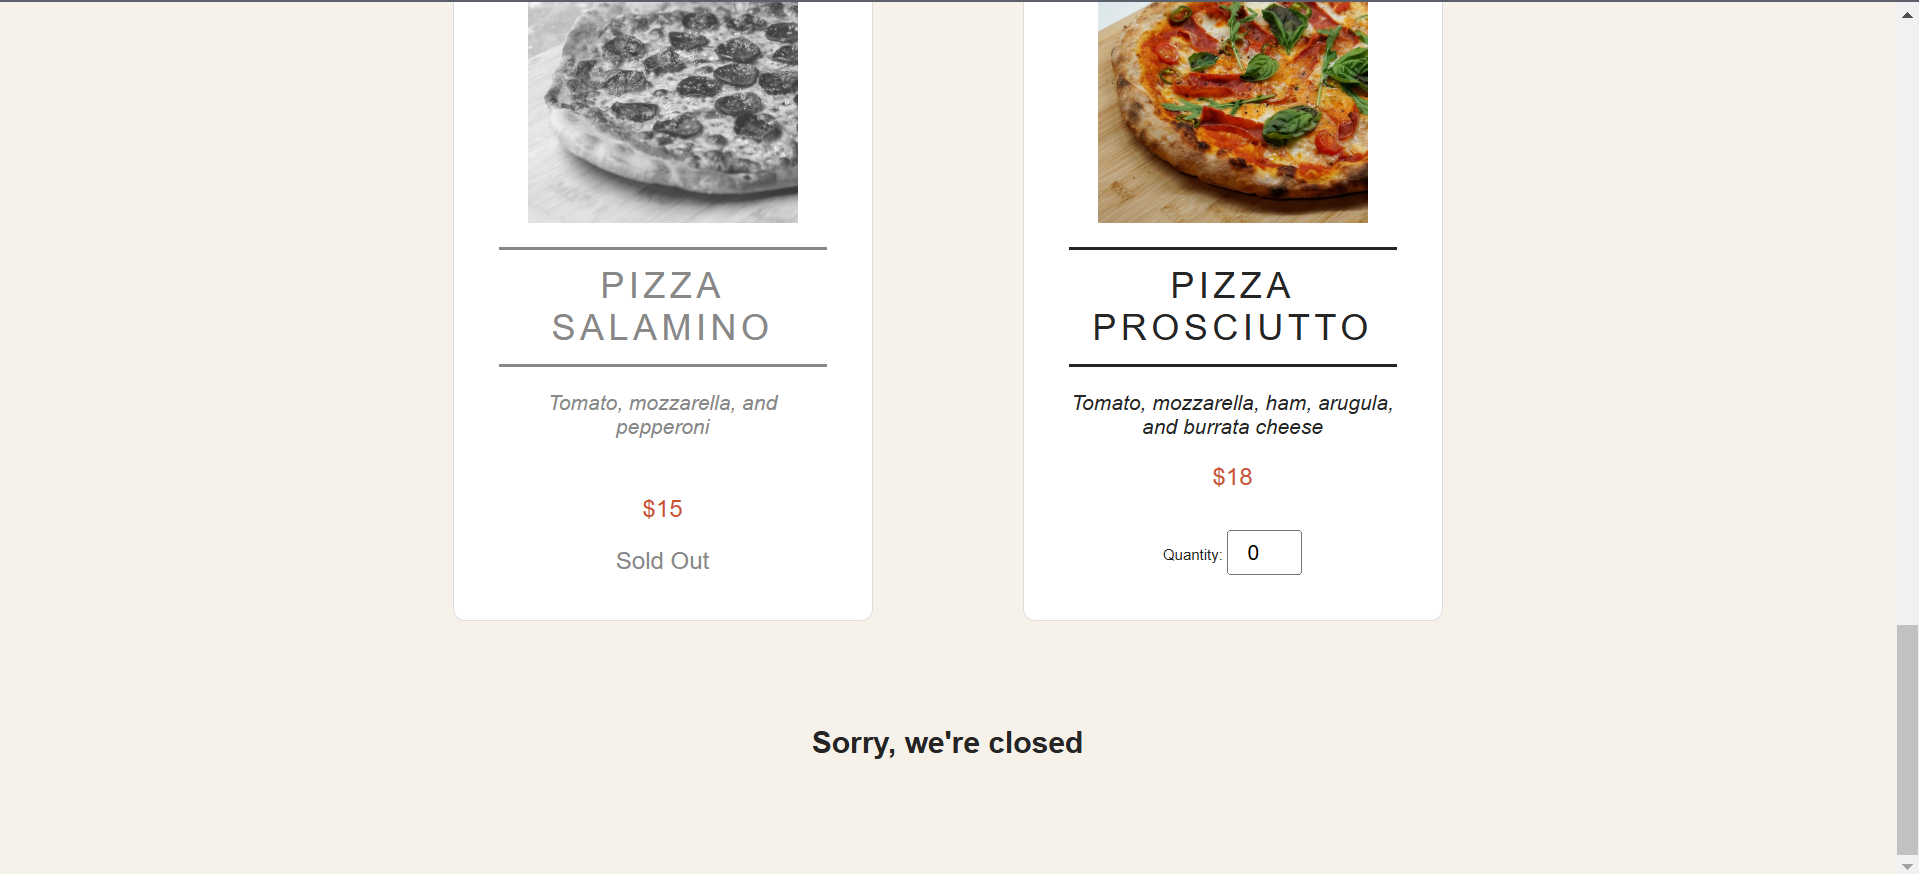 PIZZA
SALAMINO
Tomato, mozzarella, and
pepperoni
$15
Sold Out
PIZZA
PROSCIUTTO
Tomato, mozzarella, ham, arugula,
and burrata cheese
$18
Quantity: 0
Sorry, we're closed